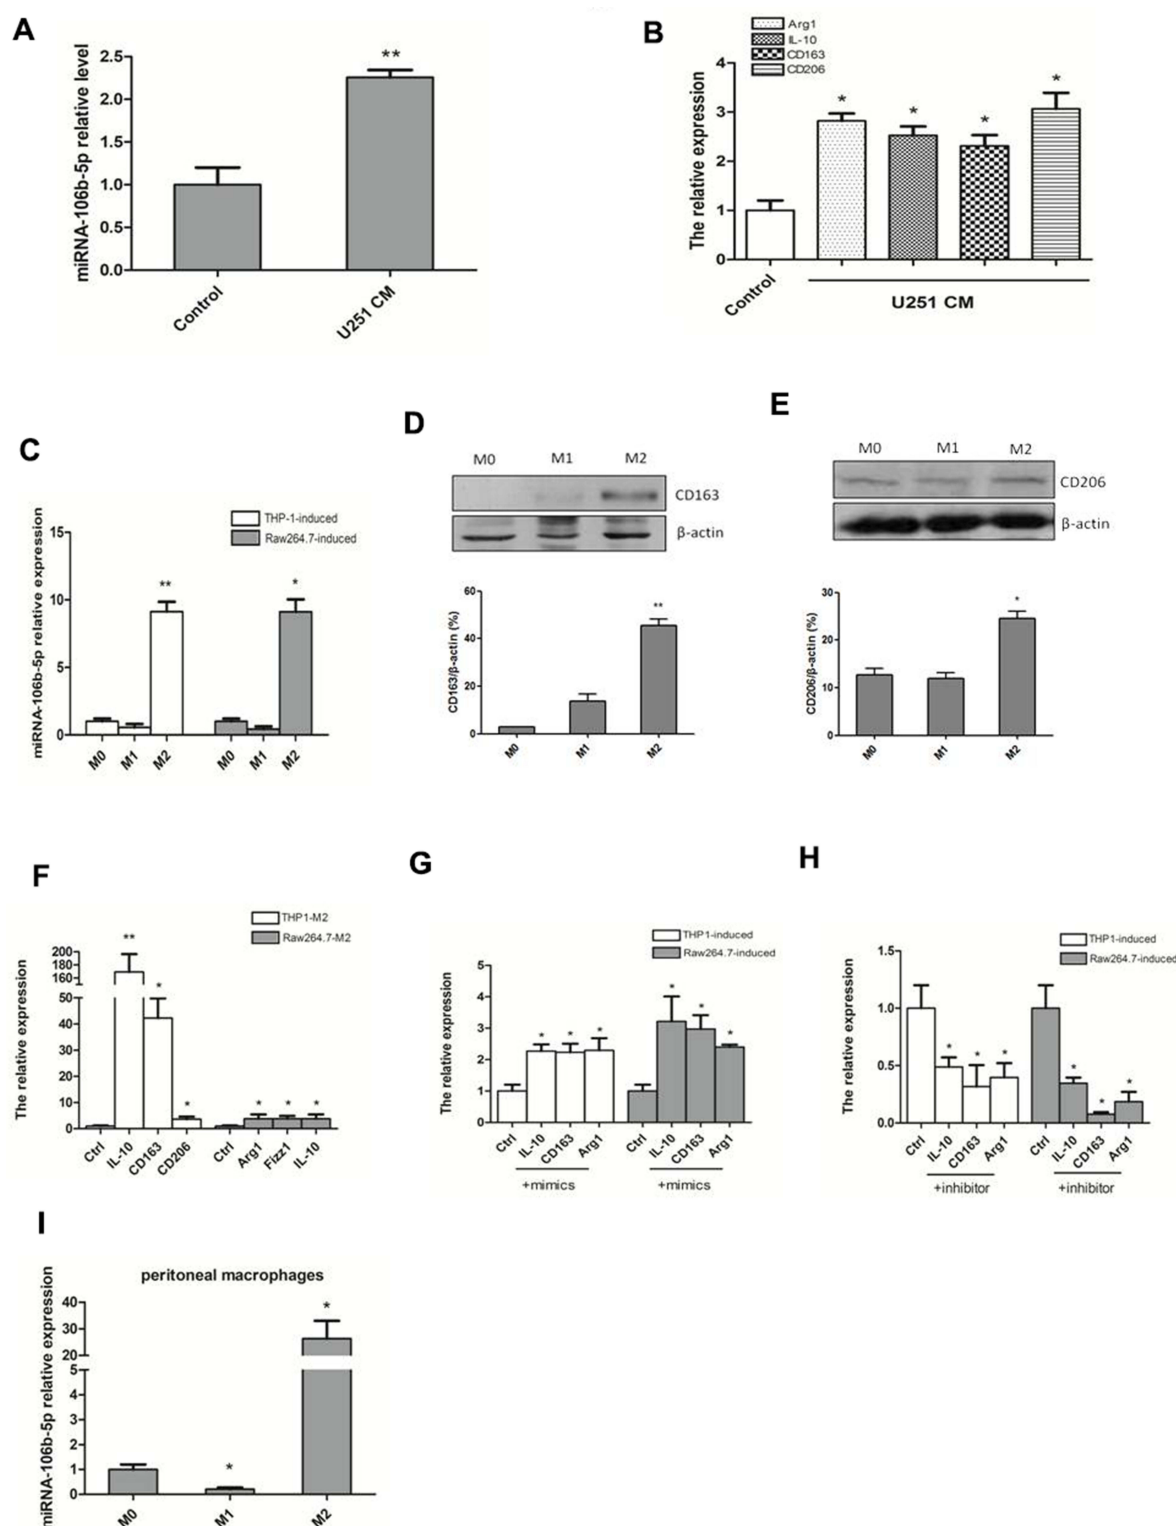 A
miRNA-106b-5p relative level
2.5
2.0
1.5
1.0
0.5
0.0
**
Control
U251 CM
B
Arg1
IL-10
CD163
CD206
The relative expression
4
3
2
1
0
*
*
*
*
Control
U251 CM
C
THP-1-induced
Raw264.7-induced
miRNA-106b-5p relative expression
15
10
5
0
**
*
M0
M1
M2
M0
M1
M2
D
M0 M1 M2
CD163
β-actin
CD163/β-actin (%)
60
40
20
0
**
M0
M1
M2
E
M0 M1 M2
CD206
β-actin
CD206/β-actin (%)
30
20
10
0
*
M0
M1
M2
F
THP1-M2
Raw264.7-M2
The relative expression
200
180
160
50
40
30
20
10
0
**
*
*
*
*
*
Ctrl
IL-10
CD163
CD206
Ctrl
Arg1
Fizz1
IL-10
G
THP1-induced
Raw264.7-induced
The relative expression
5
4
3
2
1
0
*
*
*
*
*
*
Ctrl
IL-10
CD163
Arg1
Ctrl
IL-10
CD163
Arg1
+mimics
+mimics
H
THP1-induced
Raw264.7-induced
The relative expression
1.5
1.0
0.5
0.0
*
*
*
*
*
*
Ctrl
IL-10
CD163
Arg1
Ctrl
IL-10
CD163
Arg1
+inhibitor
+inhibitor
I
peritoneal macrophages
miRNA-106b-5p relative expression
40
30
20
5
4
3
2
1
0
*
*
M0
M1
M2